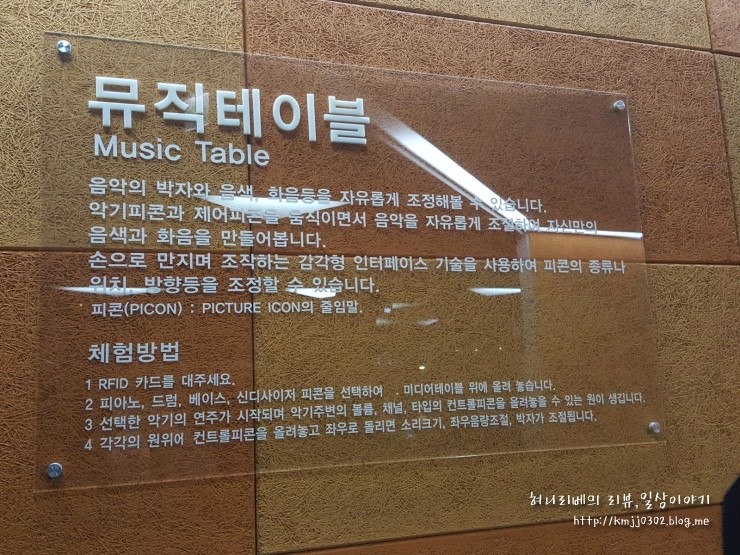 뮤직테이블
Music Table
음악의 박자와 음색, 화음등을 자유롭게 조정해볼 수 있습니다.
악기피콘과 제어피콘을 움직이면서 음악을 자유롭게 조절하여 자신만의
음색과 화음을 만들어봅니다.
손으로 만지며 조작하는 감각형 인터페이스 기술을 사용하여 피콘의 종류나
위치, 방향등을 조정할 수 있습니다.
피콘(PICON) : PICTURE ICON의 줄임말.
체험방법
1 RFID 카드를 대주세요.
2 피아노, 드럼, 베이스, 신디사이저 피콘을 선택하여 . 미디어테이블 위에 올려 놓습니다.
3 선택한 악기의 연주가 시작되며 악기주변의 볼륨, 채널, 타입의 컨트롤피콘을 올려놓을 수 있는 원이 생깁니다.
4 각각의 원위에 컨트롤피콘을 올려놓고 좌우로 돌리면 소리크기, 좌우음량조절, 박자가 조절됩니다.
허니리베의 리뷰,일상이야기
http://kmjj0302.blog.me